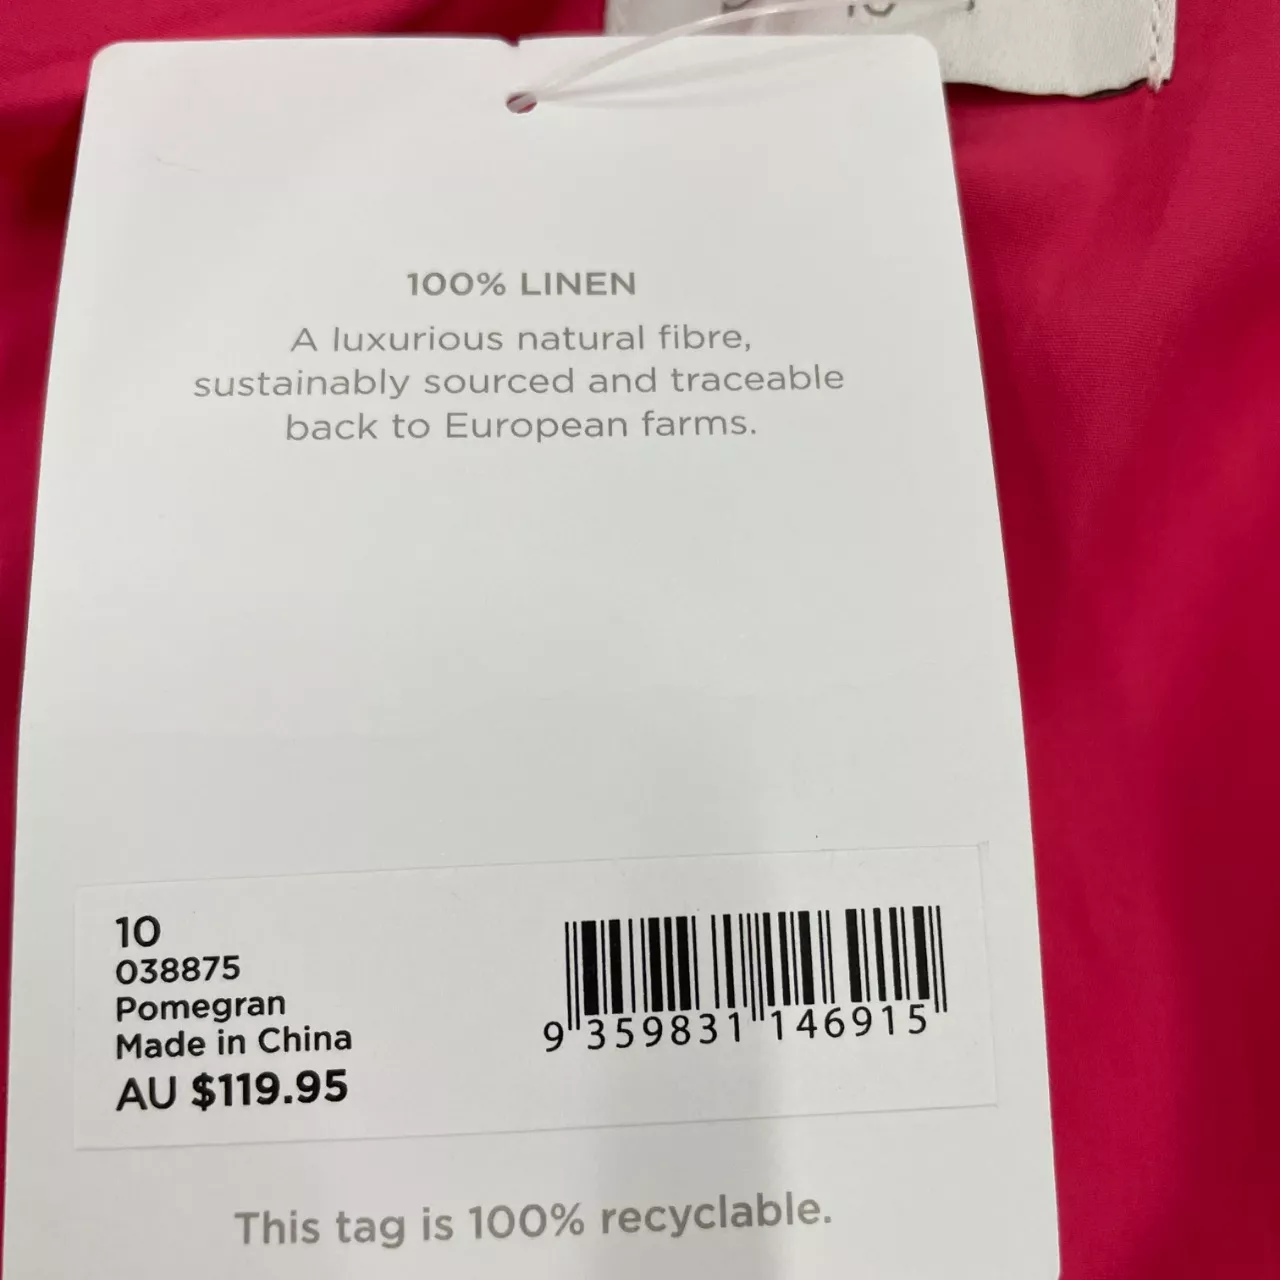 100% LINEN
A luxurious natural fibre,
sustainably sourced and traceable
back to European farms.
10
038875
Pomegran
Made in China
AU $119.95
9 359831 146915
This tag is 100% recyclable.